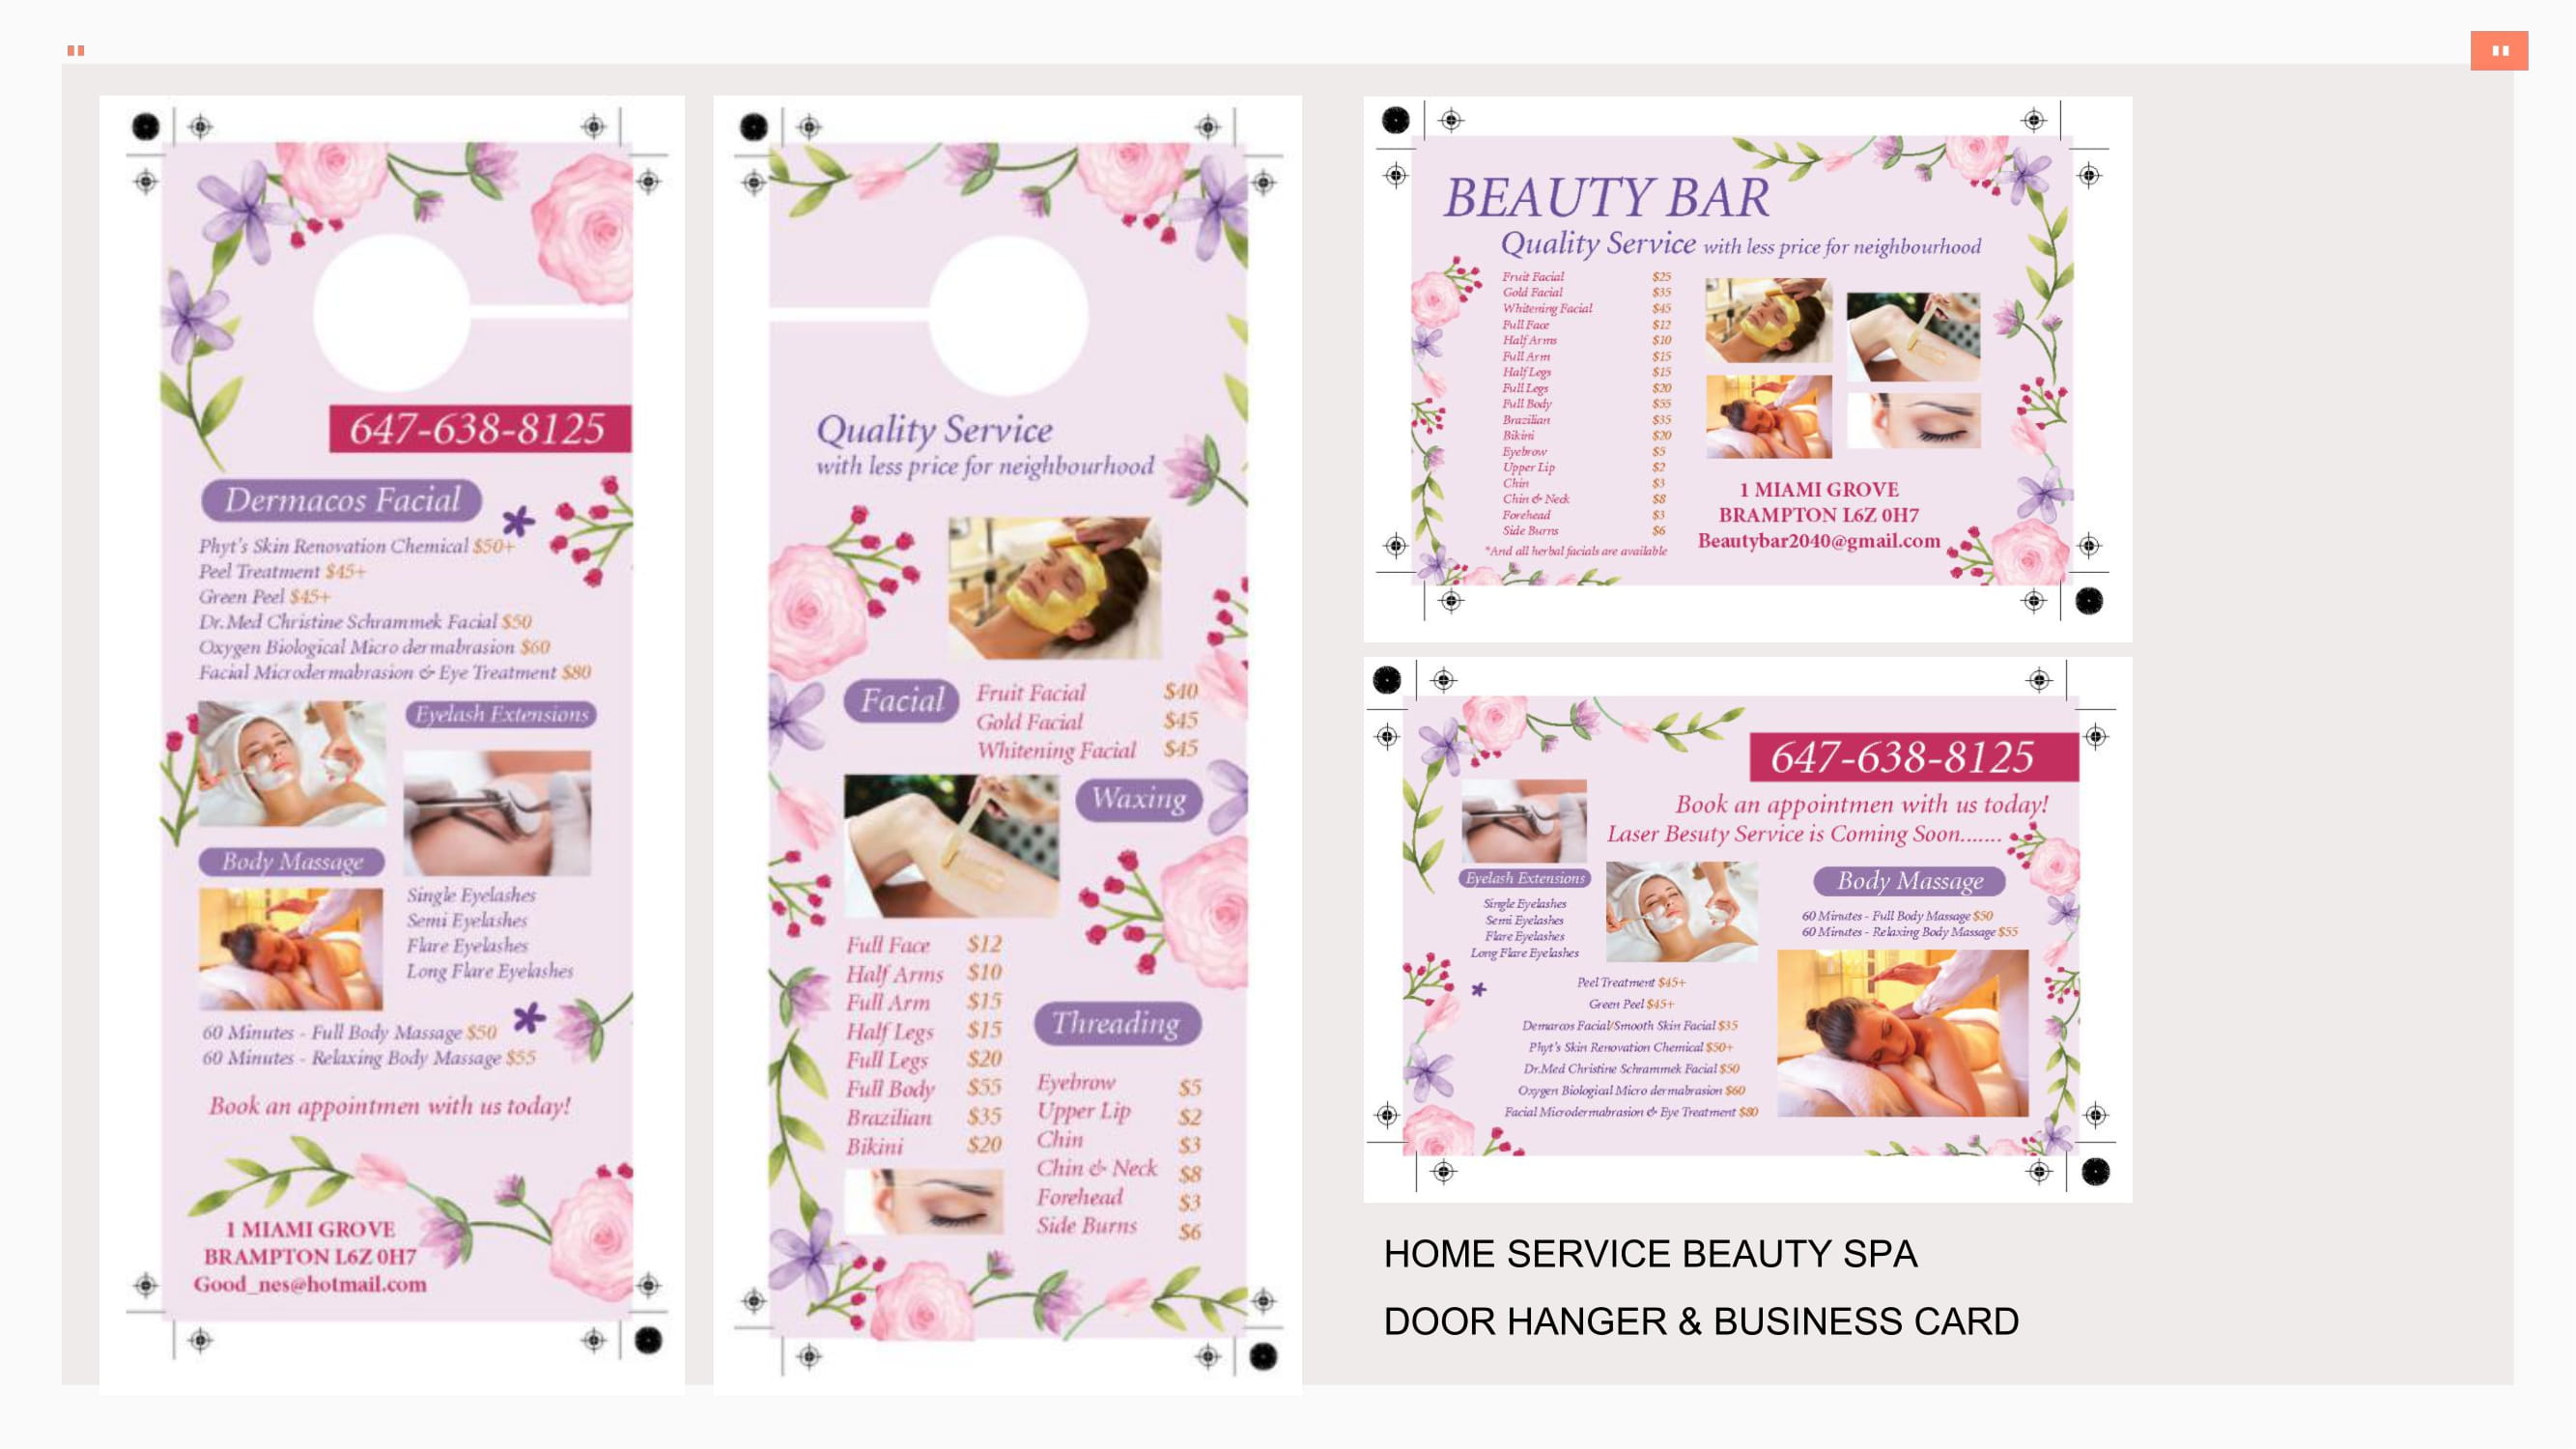 647-638-8125
Dermacos Facial
Phyt's Skin Renovation Chemical $50+
Peel Treatment $45+
Green Peel $45+
Dr.Med Christine Schrammek Facial $50
Oxygen Biological Micro dermabrasion $60
Facial Microdermabrasion & Eye Treatment $80
Eyelash Extensions
Body Massage
Single Eyelashes
Semi Eyelashes
Flare Eyelashes
Long Flare Eyelashes
60 Minutes - Full Body Massage $50
60 Minutes - Relaxing Body Massage $55
Book an appointmen with us today!
1 MIAMI GROVE
BRAMPTON L6Z 0H7
Good_nes@hotmail.com
Quality Service
with less price for neighbourhood
Facial
Fruit Facial $40
Gold Facial $45
Whitening Facial $45
Waxing
Full Face $12
Half Arms $10
Full Arm $15
Half Legs $15
Full Legs $20
Full Body $55
Brazilian $35
Bikini $20
Threading
Eyebrow $5
Upper Lip $2
Chin $3
Chin & Neck $8
Forehead $3
Side Burns $6
BEAUTY BAR
Quality Service with less price for neighbourhood
Fruit Facial $25
Gold Facial $35
Whitening Facial $45
Full Face $12
Half Arms $10
Full Arm $15
Half Legs $15
Full Legs $20
Full Body $55
Brazilian $35
Bikini $20
Eyebrow $5
Upper Lip $2
Chin $3
Chin & Neck $8
Forehead $3
Side Burns $6
*And all herbal facials are available
1 MIAMI GROVE
BRAMPTON L6Z 0H7
Beautybar2040@gmail.com
647-638-8125
Book an appointmen with us today!
Laser Besuty Service is Coming Soon.......
Eyelash Extensions
Single Eyelashes
Semi Eyelashes
Flare Eyelashes
Long Flare Eyelashes
Body Massage
60 Minutes - Full Body Massage $50
60 Minutes - Relaxing Body Massage $55
Peel Treatment $45+
Green Peel $45+
Demarcos Facial/Smooth Skin Facial $35
Phyt's Skin Renovation Chemical $50+
Dr.Med Christine Schrammek Facial $50
Oxygen Biological Micro dermabrasion $60
Facial Microdermabrasion & Eye Treatment $80
HOME SERVICE BEAUTY SPA
DOOR HANGER & BUSINESS CARD